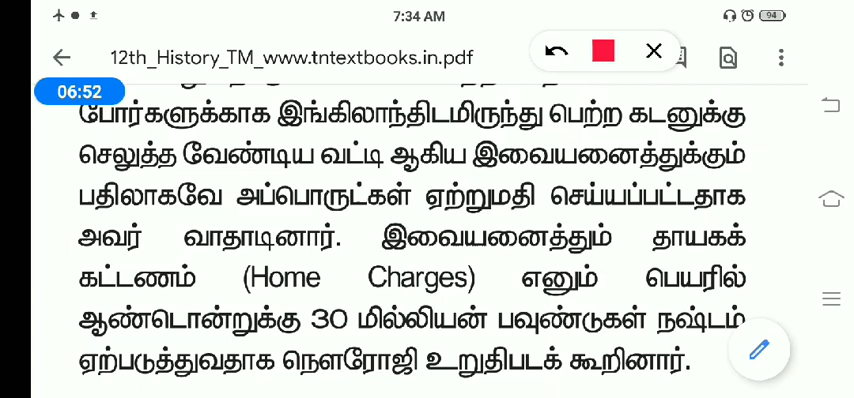 7:34 AM
94
12th_History_TM_www.tntextbooks.in.pdf
06:52
போர்களுக்காக இங்கிலாந்திடமிருந்து பெற்ற கடனுக்கு
செலுத்த வேண்டிய வட்டி ஆகிய இவையனைத்துக்கும்
பதிலாகவே அப்பொருட்கள் ஏற்றுமதி செய்யப்பட்டதாக
அவர் வாதாடினார். இவையனைத்தும் தாயகக்
கட்டணம் (Home Charges) எனும் பெயரில்
ஆண்டொன்றுக்கு 30 மில்லியன் பவுண்டுகள் நஷ்டம்
ஏற்படுத்துவதாக நௌரோஜி உறுதிபடக் கூறினார்.